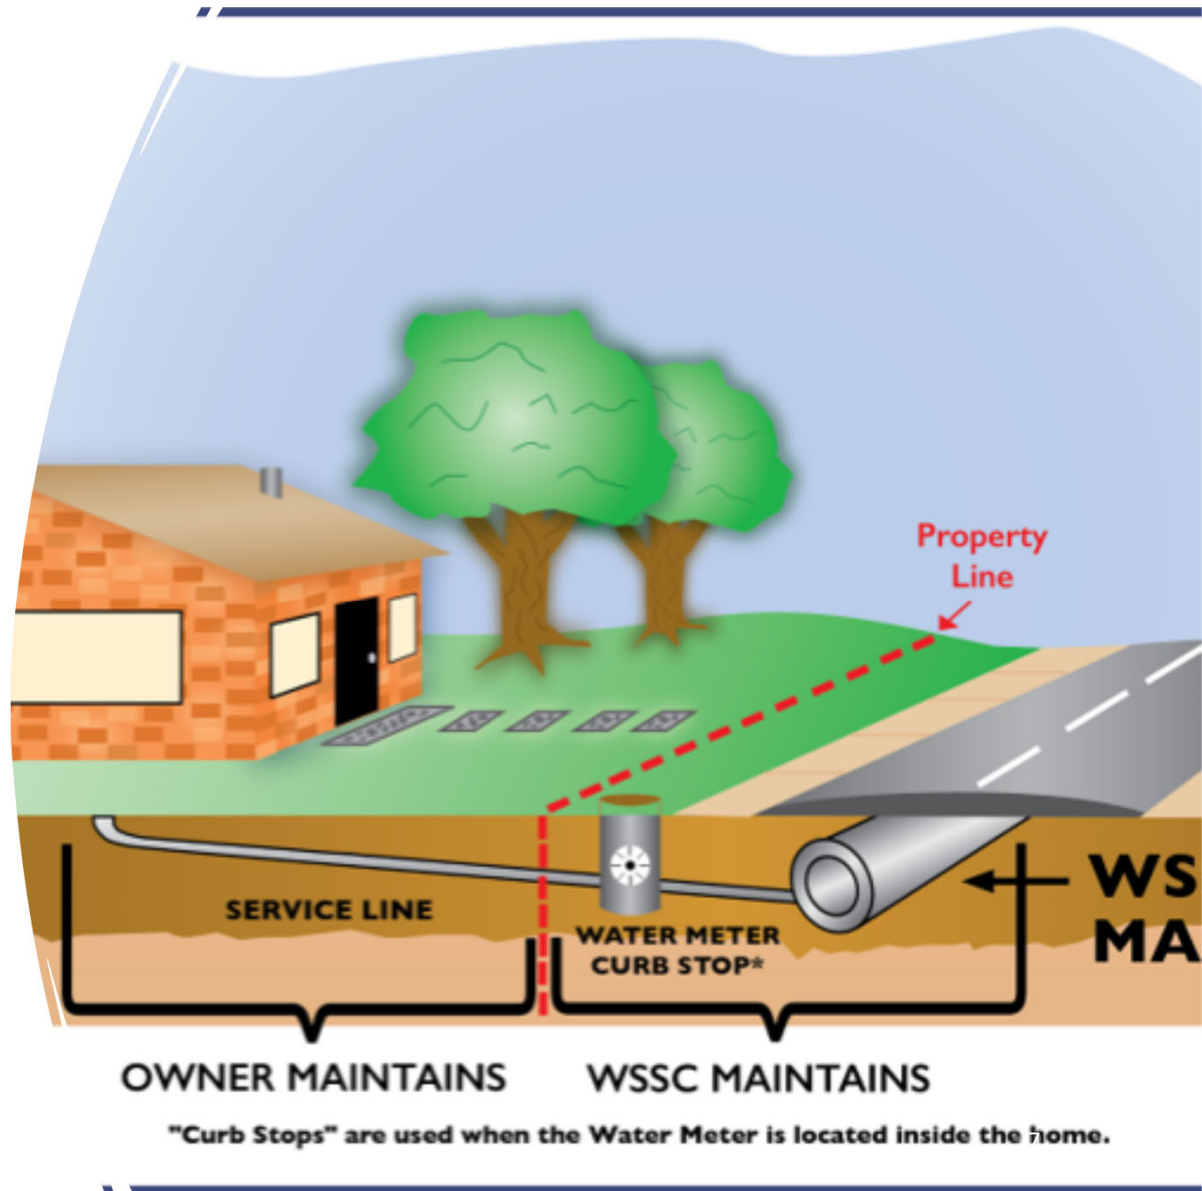 Property
Line
WS
MA
SERVICE LINE
WATER METER
CURB STOP*
OWNER MAINTAINS
WSSC MAINTAINS
"Curb Stops" are used when the Water Meter is located inside the home.